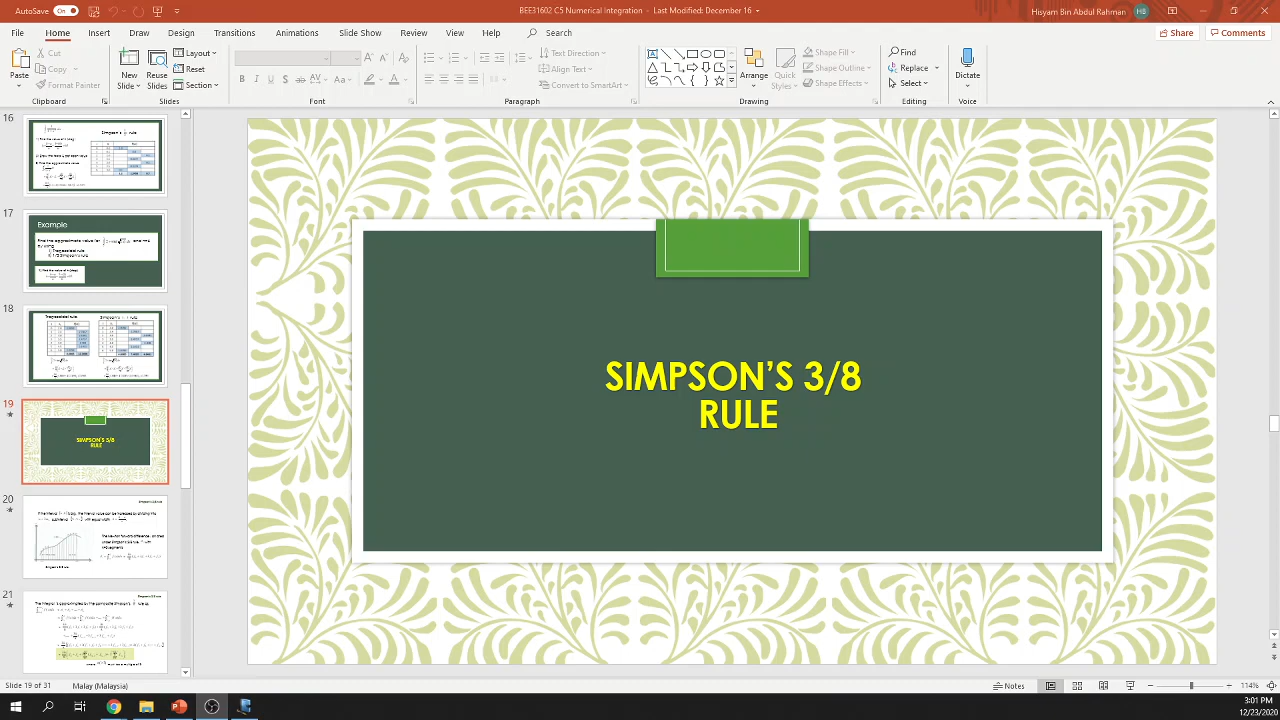 AutoSave On
BEE31602 C5 Numerical Integration - Last Modified: December 16
Hisyam Bin Abdul Rahman HB
File Home Insert Draw Design Transitions Animations Slide Show Review View Help Search
Share Comments
Paste
Cut
Copy
Format Painter
Clipboard
New Slide
Reuse Slides
Layout
Reset
Section
Slides
Font
Text Direction
Align Text
Convert to SmartArt
Paragraph
Arrange
Quick Styles
Shape Fill
Shape Outline
Shape Effects
Drawing
Find
Replace
Select
Editing
Dictate
Voice
16
17
Example
18
19
SIMPSON'S 3/8
RULE
20
21
SIMPSON'S 3/8
RULE
Slide 19 of 31 Malay (Malaysia)
Notes
114%
3:01 PM
12/23/2020